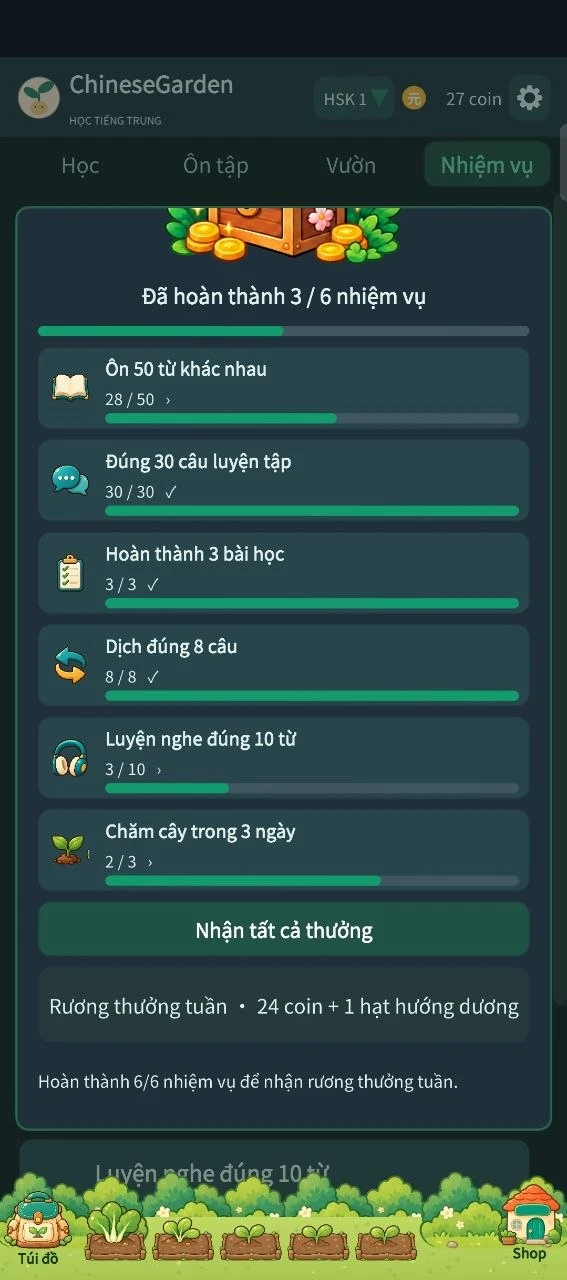 ChineseGarden
HỌC TIẾNG TRUNG
HSK 1
元
27 coin
Học
Ôn tập
Vườn
Nhiệm vụ
Đã hoàn thành 3 / 6 nhiệm vụ
Ôn 50 từ khác nhau
28 / 50 ›
Đúng 30 câu luyện tập
30 / 30 ✓
Hoàn thành 3 bài học
3 / 3 ✓
Dịch đúng 8 câu
8 / 8 ✓
Luyện nghe đúng 10 từ
3 / 10 ›
Chăm cây trong 3 ngày
2 / 3 ›
Nhận tất cả thưởng
Rương thưởng tuần • 24 coin + 1 hạt hướng dương
Hoàn thành 6/6 nhiệm vụ để nhận rương thưởng tuần.
Luyện nghe đúng 10 từ
Túi đồ
Shop